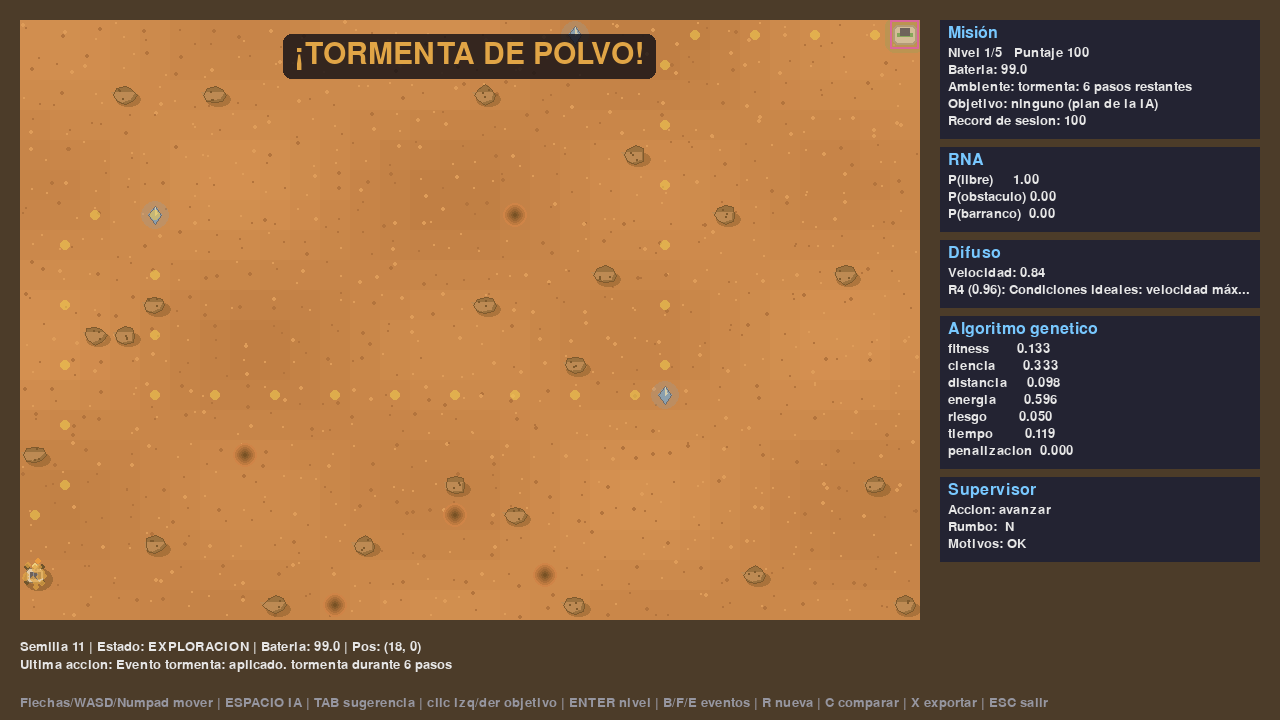 ¡TORMENTA DE POLVO!
Misión
Nivel 1/5   Puntaje 100
Bateria: 99.0
Ambiente: tormenta: 6 pasos restantes
Objetivo: ninguno (plan de la IA)
Record de sesion: 100
RNA
P(libre)     1.00
P(obstaculo) 0.00
P(barranco)  0.00
Difuso
Velocidad: 0.84
R4 (0.96): Condiciones ideales: velocidad máx...
Algoritmo genetico
fitness       0.133
ciencia       0.333
distancia     0.098
energia       0.596
riesgo        0.050
tiempo        0.119
penalizacion  0.000
Supervisor
Accion: avanzar
Rumbo:  N
Motivos: OK
Semilla 11 | Estado: EXPLORACION | Bateria: 99.0 | Pos: (18, 0)
Ultima accion: Evento tormenta: aplicado. tormenta durante 6 pasos
Flechas/WASD/Numpad mover | ESPACIO IA | TAB sugerencia | clic izq/der objetivo | ENTER nivel | B/F/E eventos | R nueva | C comparar | X exportar | ESC salir